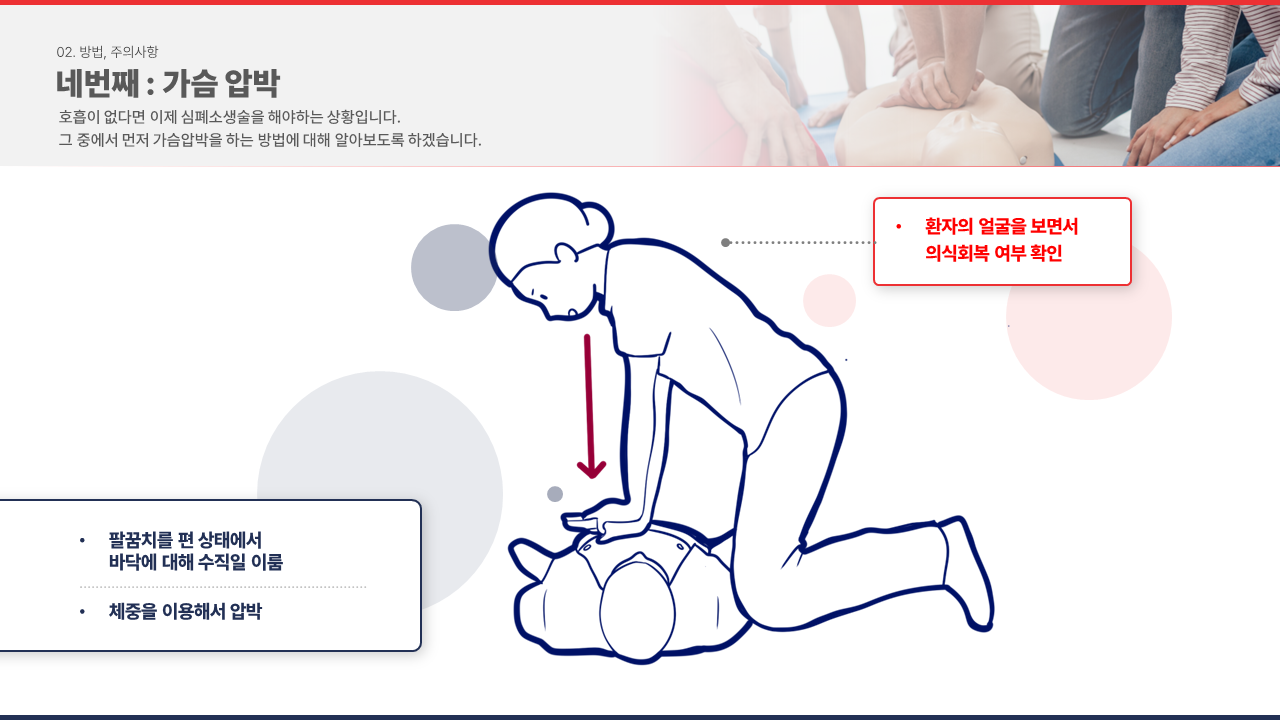 02. 방법, 주의사항
네번째 : 가슴 압박
호흡이 없다면 이제 심폐소생술을 해야하는 상황입니다.
그 중에서 먼저 가슴압박을 하는 방법에 대해 알아보도록 하겠습니다.
• 환자의 얼굴을 보면서
의식회복 여부 확인
• 팔꿈치를 편 상태에서
바닥에 대해 수직일 이룸
• 체중을 이용해서 압박